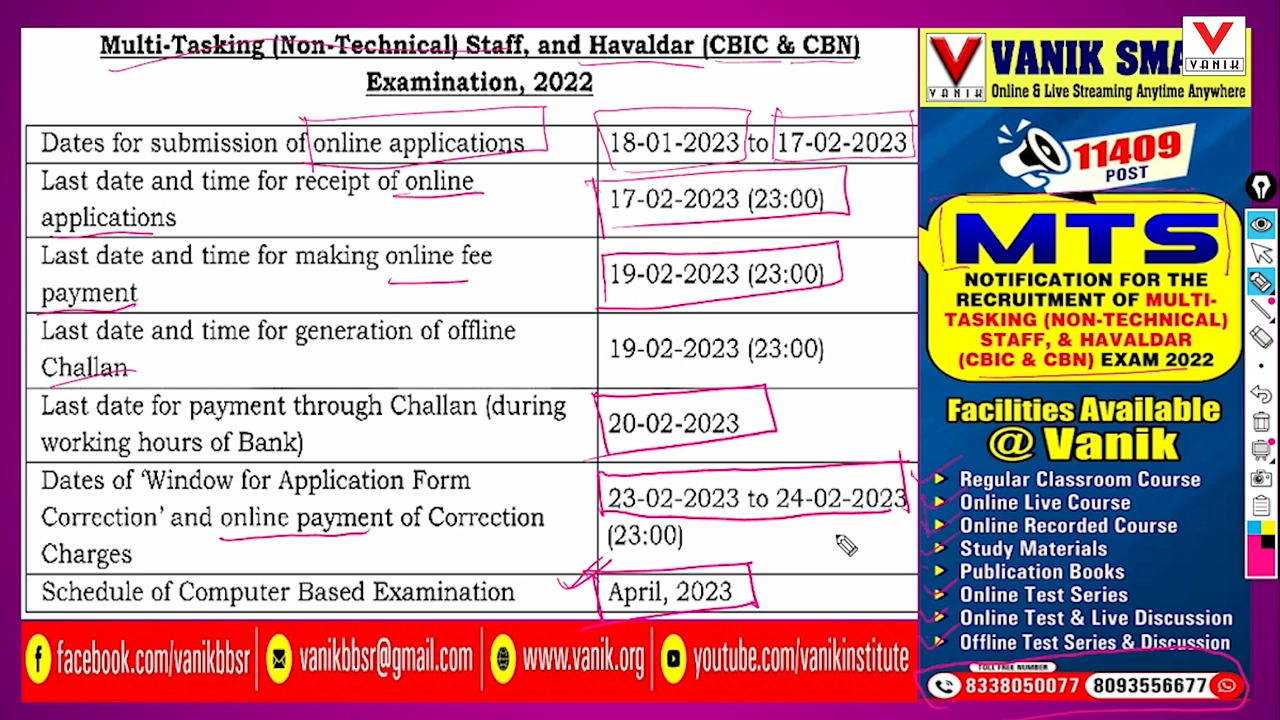 Multi-Tasking (Non-Technical) Staff, and Havaldar (CBIC & CBN)
Examination, 2022
Dates for submission of online applications
18-01-2023 to 17-02-2023
Last date and time for receipt of online
applications
17-02-2023 (23:00)
Last date and time for making online fee
payment
19-02-2023 (23:00)
Last date and time for generation of offline
Challan
19-02-2023 (23:00)
Last date for payment through Challan (during
working hours of Bank)
20-02-2023
Dates of ‘Window for Application Form
Correction’ and online payment of Correction
Charges
23-02-2023 to 24-02-2023
(23:00)
Schedule of Computer Based Examination
April, 2023
facebook.com/vanikbbsr
vanikbbsr@gmail.com
www.vanik.org
youtube.com/vanikinstitute
VANIK
VANIK
Online & Live Streaming Anytime Anywhere
VANIK
11409
POST
MTS
NOTIFICATION FOR THE
RECRUITMENT OF MULTI-
TASKING (NON-TECHNICAL)
STAFF, & HAVALDAR
(CBIC & CBN) EXAM 2022
Facilities Available
@ Vanik
Regular Classroom Course
Online Live Course
Online Recorded Course
Study Materials
Publication Books
Online Test Series
Online Test & Live Discussion
Offline Test Series & Discussion
TOLL FREE NUMBER
8338050077 8093556677